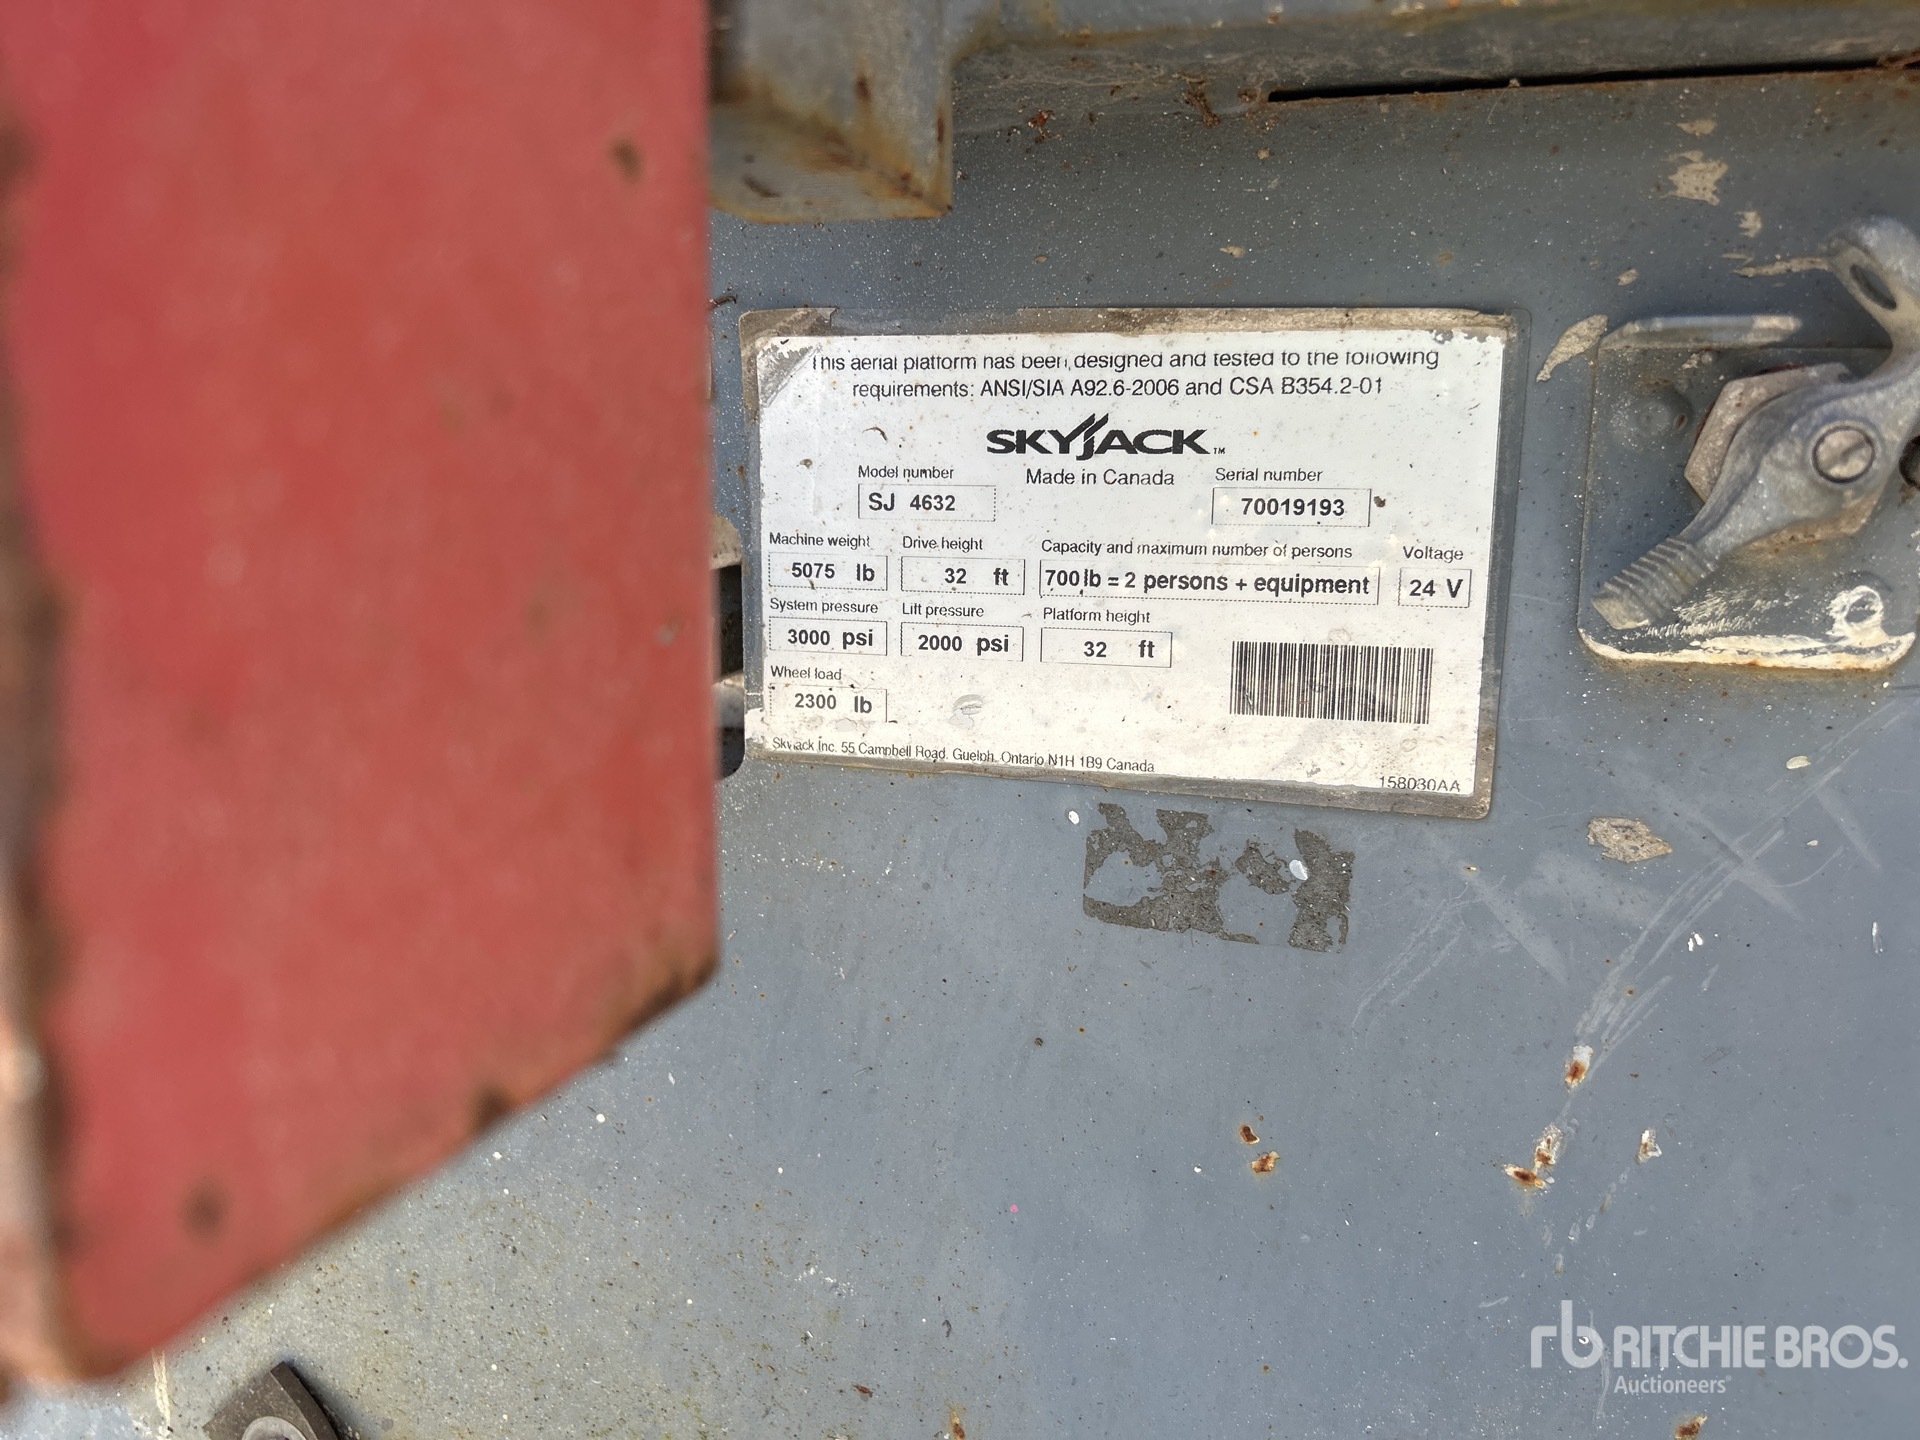 This aerial platform has been designed and tested to the following
requirements: ANSI/SIA A92.6-2006 and CSA B354.2-01
SKYJACK™
Model number Made in Canada Serial number
SJ 4632 70019193
Machine weight Drive height Capacity and maximum number of persons Voltage
5075 lb 32 ft 700 lb = 2 persons + equipment 24 V
System pressure Lift pressure Platform height
3000 psi 2000 psi 32 ft
Wheel load
2300 lb
Skyjack Inc. 55 Campbell Road, Guelph, Ontario N1H 1B9 Canada
158030AA
rb RITCHIE BROS.
Auctioneers